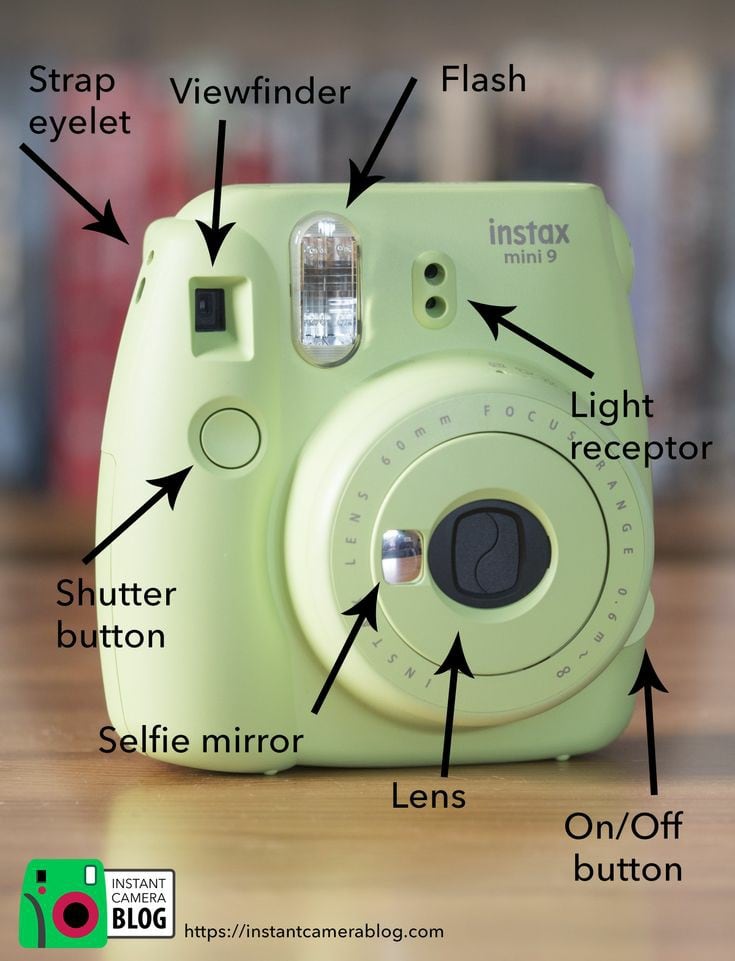 Strap
eyelet
Viewfinder
Flash
instax
mini 9
Light
receptor
60mm FOCUS RANGE 0.6m~∞
LENS
Shutter
button
INST
Selfie mirror
Lens
On/Off
button
INSTANT
CAMERA
BLOG
https://instantcamerablog.com